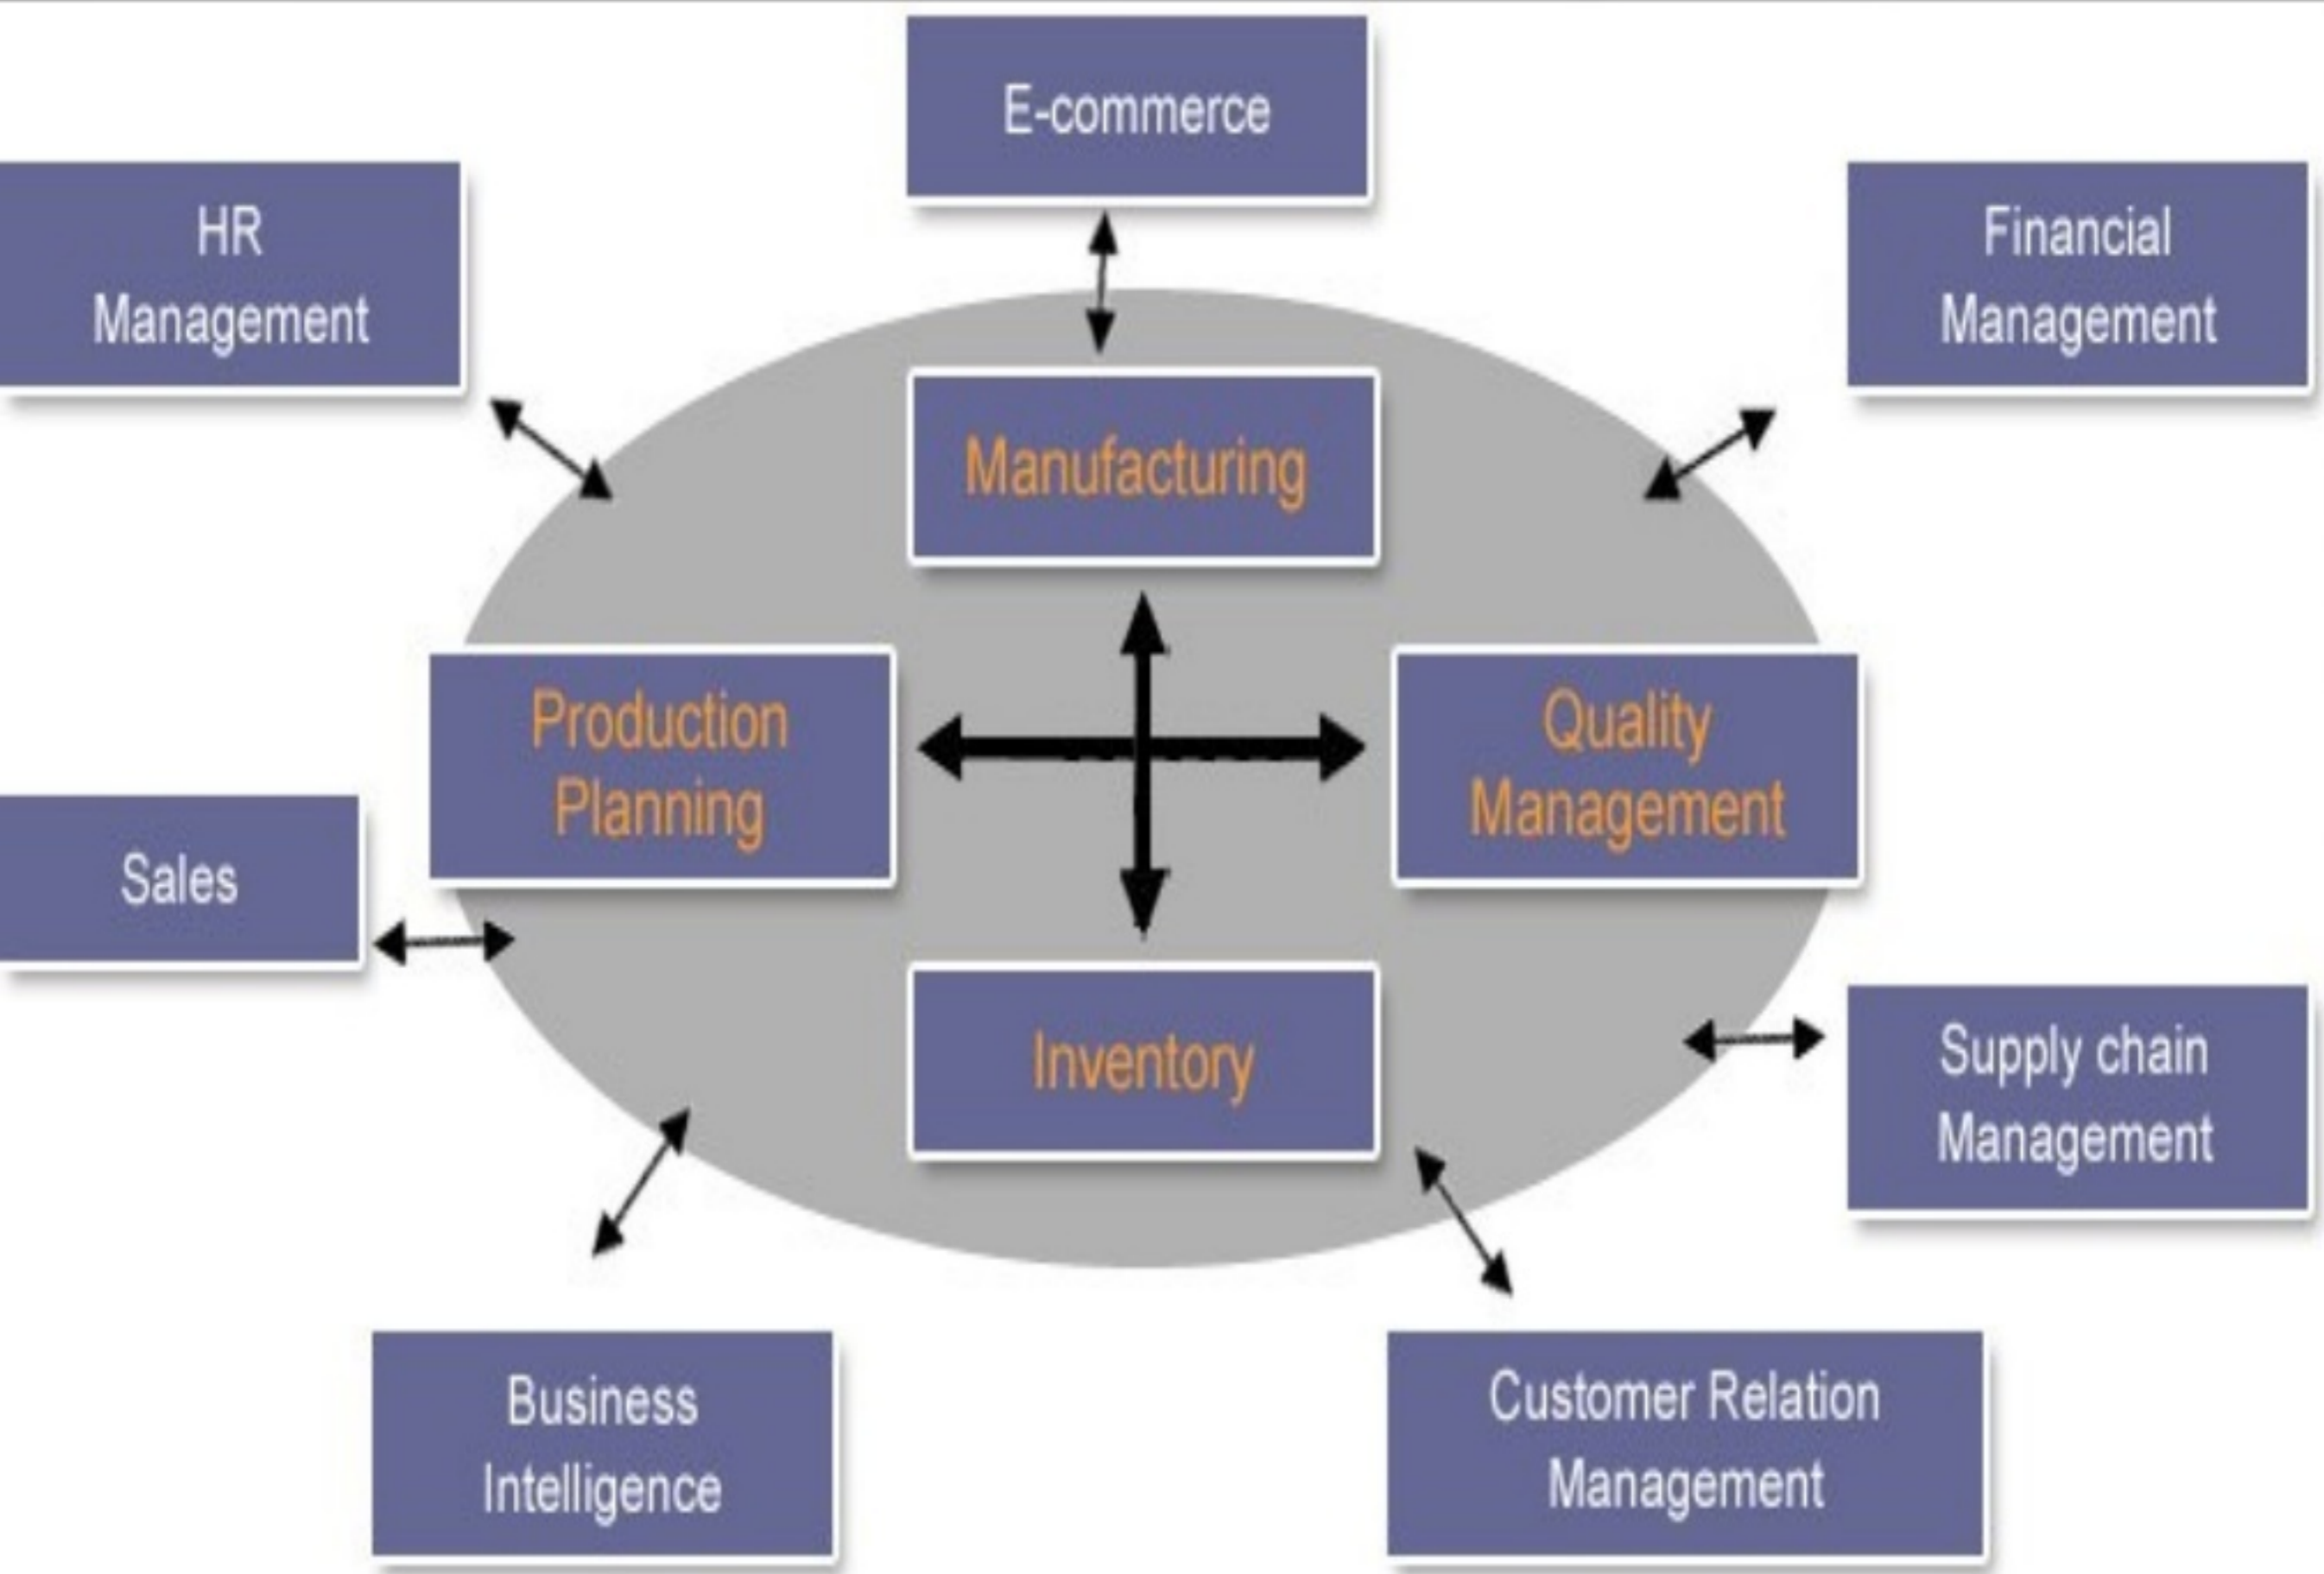 E-commerce
HR
Management
Financial
Management
Manufacturing
Production
Planning
Quality
Management
Sales
Inventory
Supply chain
Management
Business
Intelligence
Customer Relation
Management